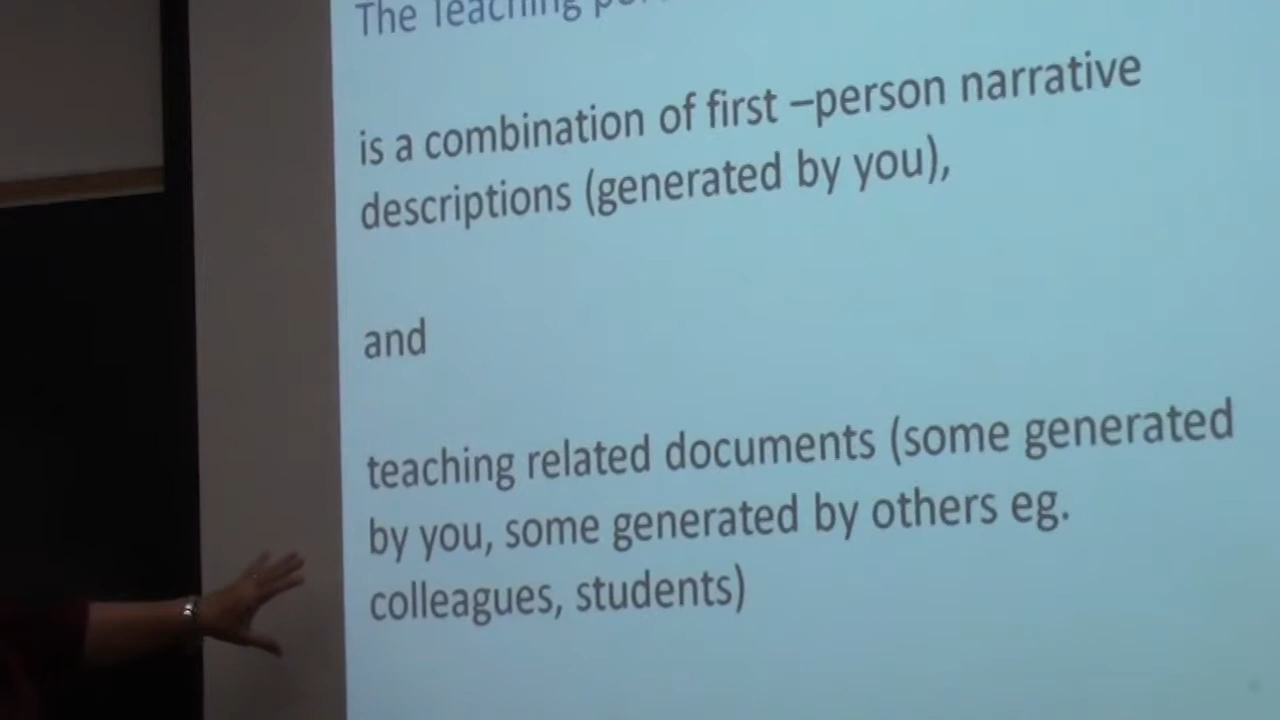 The Teaching
is a combination of first –person narrative
descriptions (generated by you),
and
teaching related documents (some generated
by you, some generated by others eg.
colleagues, students)